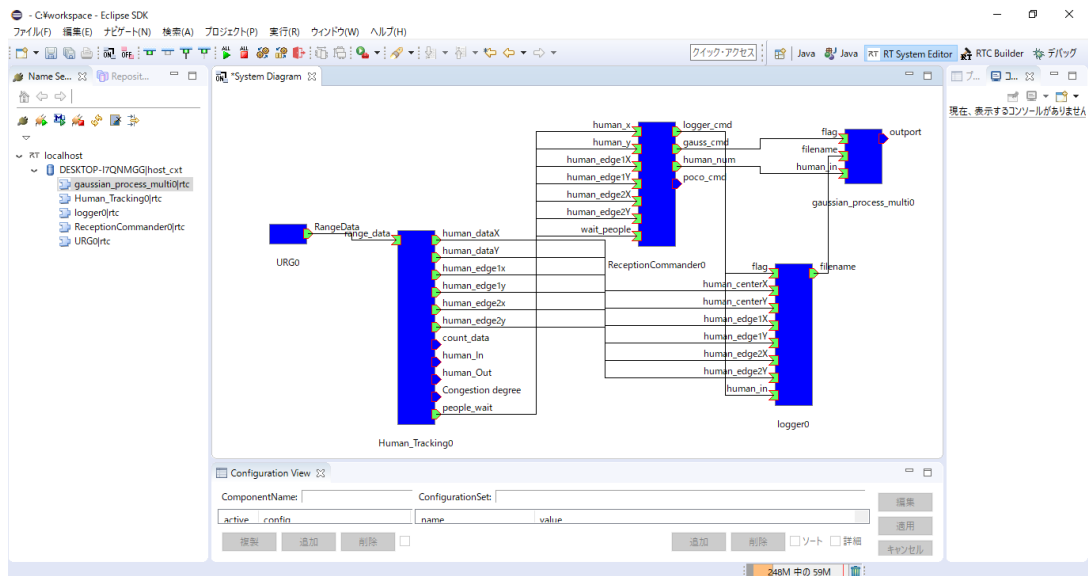 - C:¥workspace - Eclipse SDK
ファイル(F) 編集(E) ナビゲート(N) 検索(A) プロジェクト(P) 実行(R) ウィンドウ(W) ヘルプ(H)
クイック・アクセス Java Java RT System Editor RTC Builder デバッグ
Name Se... Reposit...
*System Diagram
プ... コ...
現在、表示するコンソールがありませ
localhost
DESKTOP-I7QNMGG|host_cxt
gaussian_process_multi0|rtc
Human_Tracking0|rtc
logger0|rtc
ReceptionCommander0|rtc
URG0|rtc
RangeData
URG0
range_data
human_dataX
human_dataY
human_edge1x
human_edge1y
human_edge2x
human_edge2y
count_data
human_In
human_Out
Congestion degree
people_wait
Human_Tracking0
human_x
human_y
human_edge1X
human_edge1Y
human_edge2X
human_edge2Y
wait_people
logger_cmd
gauss_cmd
human_num
poco_cmd
ReceptionCommander0
flag
filename
human_in
outport
gaussian_process_multi0
flag
human_centerX
human_centerY
human_edge1X
human_edge1Y
human_edge2X
human_edge2Y
human_in
filename
logger0
Configuration View
ComponentName: ConfigurationSet:
active config name value
編集
適用
キャンセル
複製 追加 削除 追加 削除 ソート 詳細
248M 中の 59M